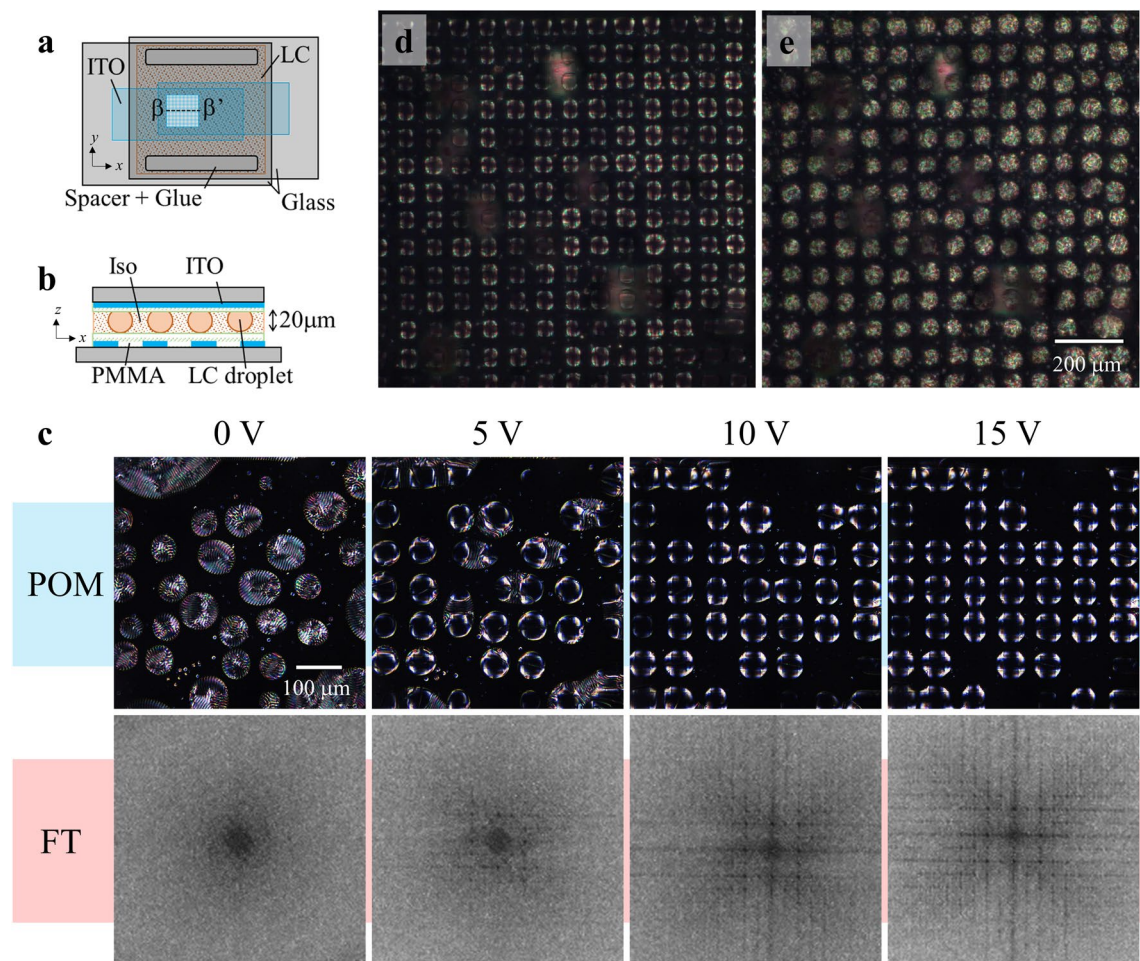 a
ITO
LC
β
β’
y
x
Spacer + Glue
Glass
b
Iso
ITO
z
x
20μm
PMMA
LC droplet
d
e
200 μm
c
0 V
5 V
10 V
15 V
POM
100 μm
FT